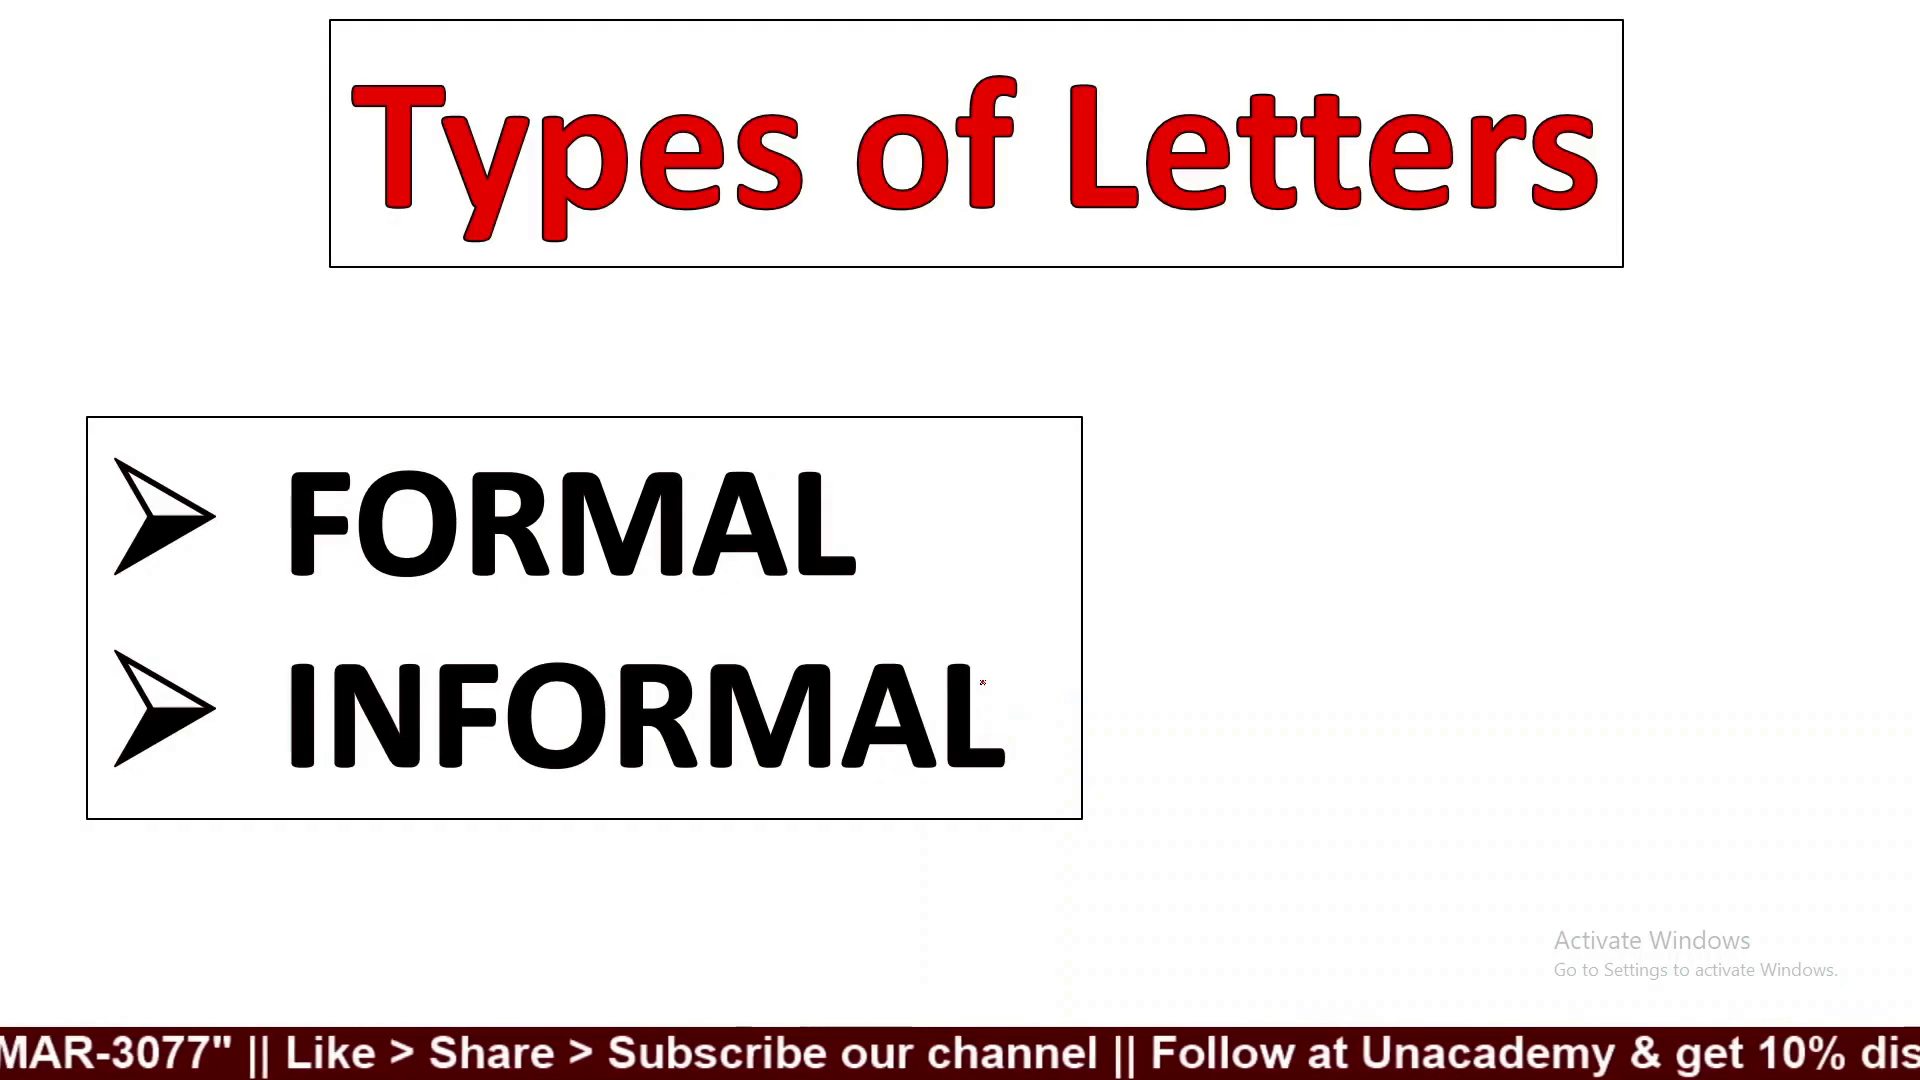 Types of Letters
FORMAL
INFORMAL
Activate Windows
Go to Settings to activate Windows.
MAR-3077" || Like > Share > Subscribe our channel || Follow at Unacademy & get 10% dis